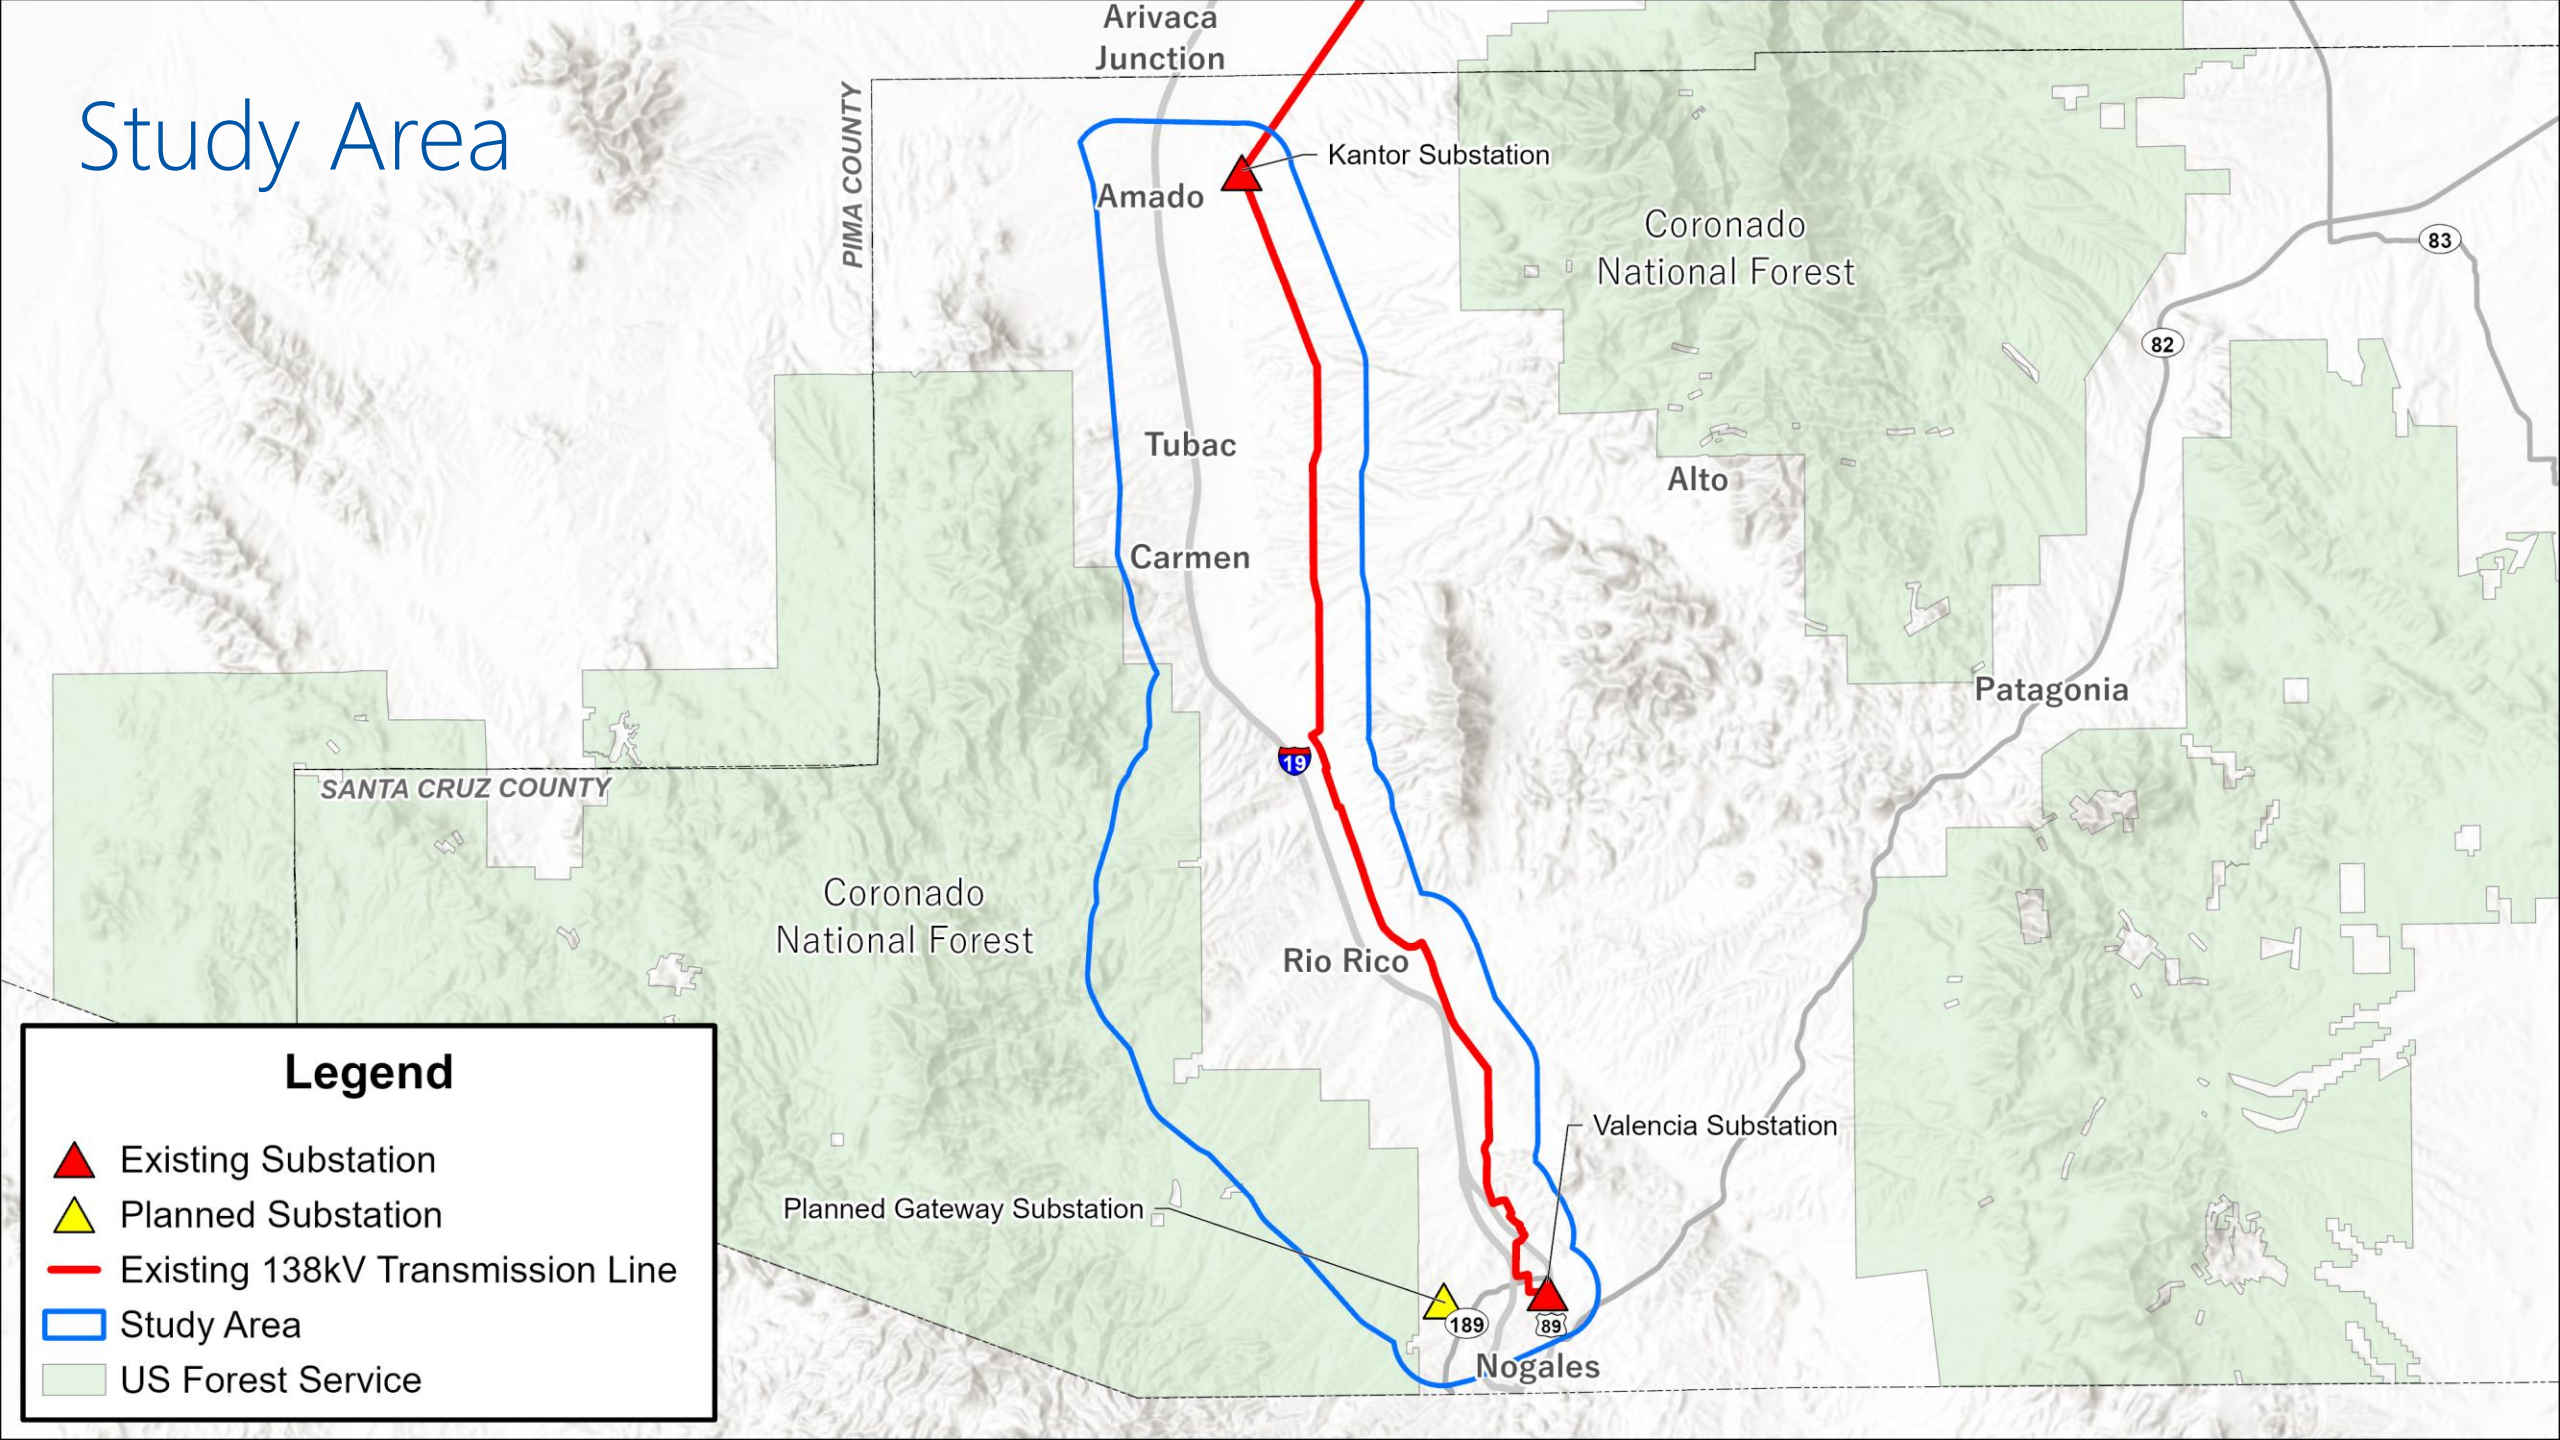 Study Area
Arivaca
Junction
PIMA COUNTY
Kantor Substation
Amado
Coronado
National Forest
83
82
Tubac
Alto
Carmen
Patagonia
19
SANTA CRUZ COUNTY
Coronado
National Forest
Rio Rico
Valencia Substation
Planned Gateway Substation
189
89
Nogales
Legend
Existing Substation
Planned Substation
Existing 138kV Transmission Line
Study Area
US Forest Service